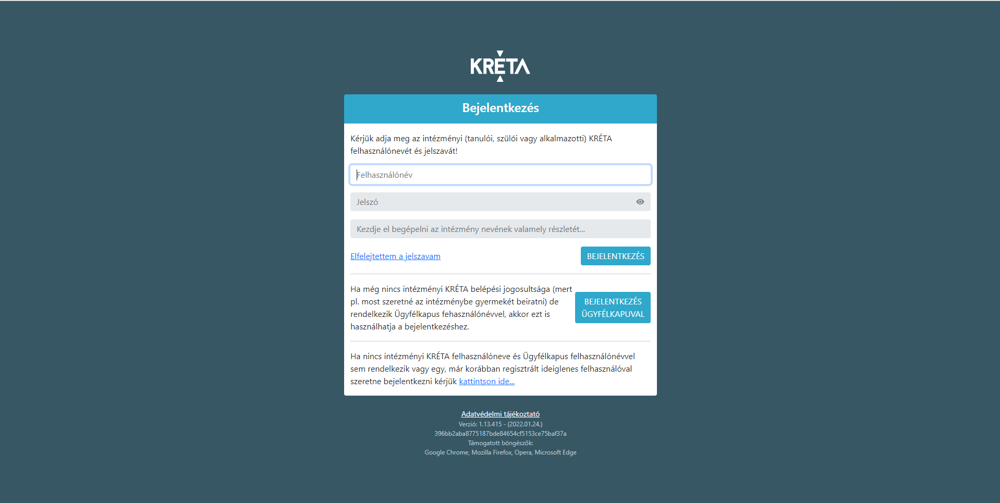 KRÉTA
Bejelentkezés
Kérjük adja meg az intézményi (tanulói, szülői vagy alkalmazotti) KRÉTA
felhasználónevét és jelszavát!
Felhasználónév
Jelszó
Kezdje el begépelni az intézmény nevének valamely részletét...
Elfelejtettem a jelszavam
BEJELENTKEZÉS
Ha még nincs intézményi KRÉTA belépési jogosultsága (mert
pl. most szeretné az intézménybe gyermekét beiratni) de
rendelkezik Ügyfélkapus fehasználónévvel, akkor ezt is
használhatja a bejelentkezéshez.
BEJELENTKEZÉS
ÜGYFÉLKAPUVAL
Ha nincs intézményi KRÉTA felhasználóneve és Ügyfélkapus felhasználónévvel
sem rendelkezik vagy egy, már korábban regisztrált ideiglenes felhasználóval
szeretne bejelentkezni kérjük kattintson ide...
Adatvédelmi tájékoztató
Verzió: 1.13.415 - (2022.01.24.)
396bb2aba8775187bde84654cf5153ce75baf37a
Támogatott böngészők:
Google Chrome, Mozilla Firefox, Opera, Microsoft Edge